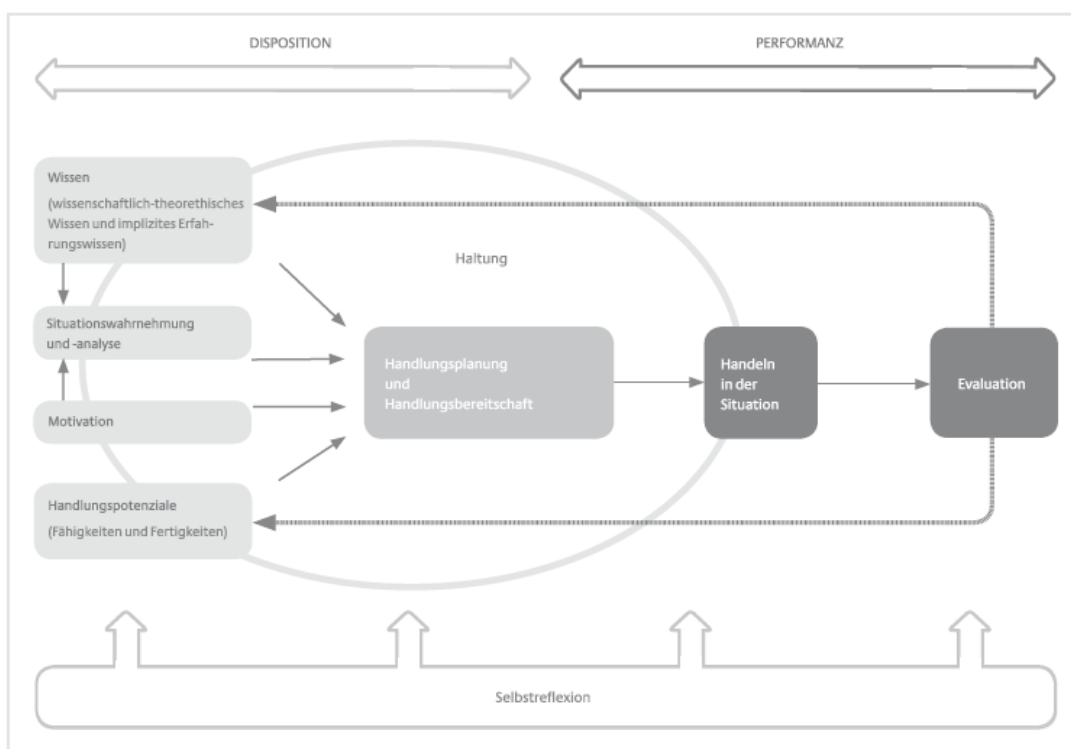 DISPOSITION
PERFORMANZ
Wissen
(wissenschaftlich-theorethisches
Wissen und implizites Erfah-
rungswissen)
Haltung
Situationswahrnehmung
und -analyse
Motivation
Handlungspotenziale
(Fähigkeiten und Fertigkeiten)
Handlungsplanung
und
Handlungsbereitschaft
Handeln
in der
Situation
Evaluation
Selbstreflexion